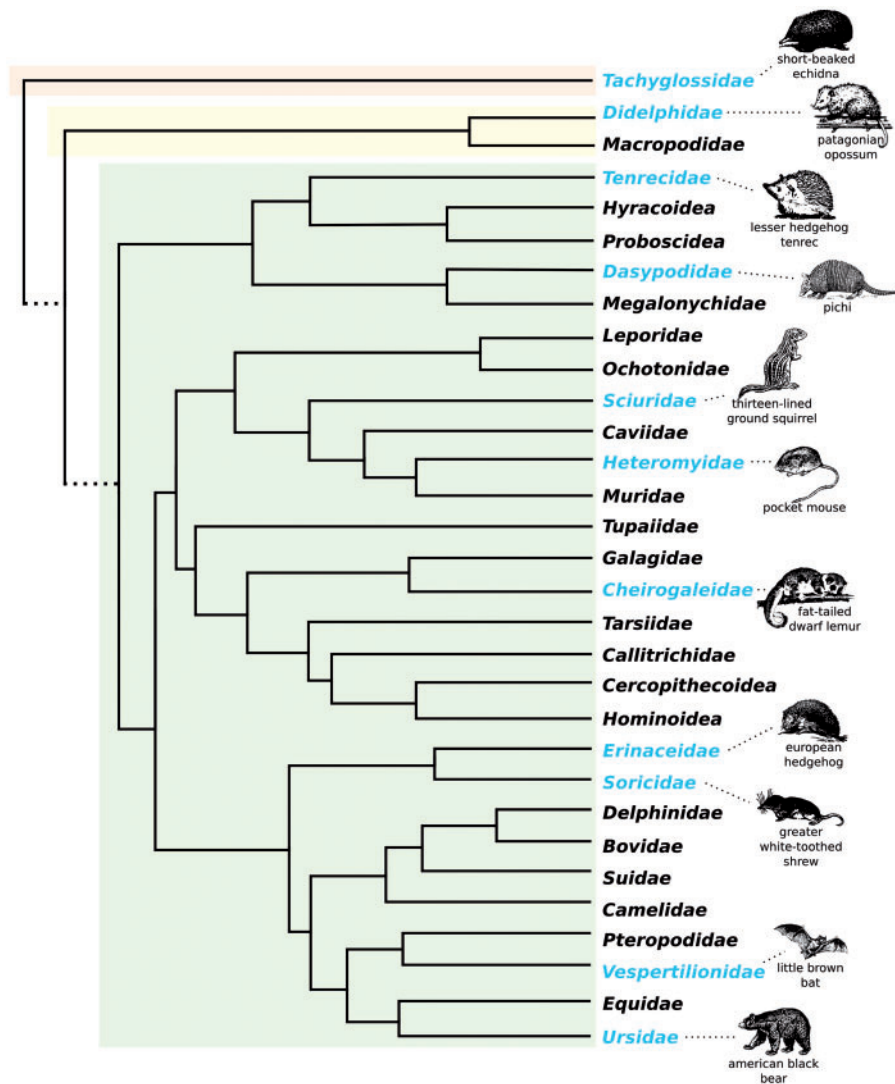 short-beaked
echidna
Tachyglossidae
Didelphidae
patagonian
opossum
Macropodidae
Tenrecidae
lesser hedgehog
tenrec
Hyracoidea
Proboscidea
Dasypodidae
pichi
Megalonychidae
Leporidae
Ochotonidae
Sciuridae
thirteen-lined
ground squirrel
Caviidae
Heteromyidae
pocket mouse
Muridae
Tupaiidae
Galagidae
Cheirogaleidae
fat-tailed
dwarf lemur
Tarsiidae
Callitrichidae
Cercopithecoidea
Hominoidea
Erinaceidae
european
hedgehog
Soricidae
greater
white-toothed
shrew
Delphinidae
Bovidae
Suidae
Camelidae
Pteropodidae
Vespertilionidae
little brown
bat
Equidae
Ursidae
american black
bear